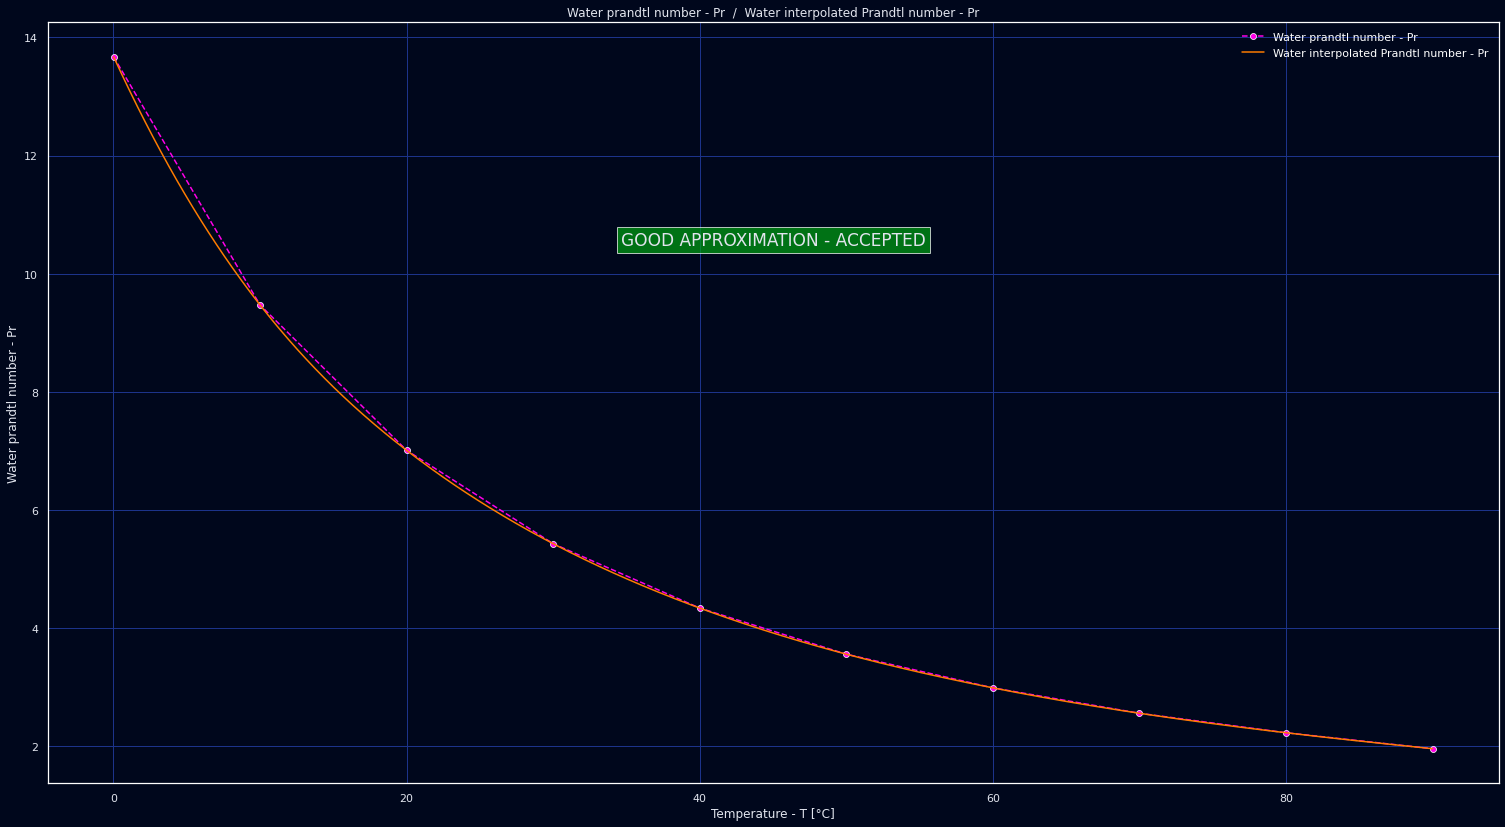 Water prandtl number - Pr / Water interpolated Prandtl number - Pr
Water prandtl number - Pr
Water interpolated Prandtl number - Pr
GOOD APPROXIMATION - ACCEPTED
Water prandtl number - Pr
14
12
10
8
6
4
2
0
20
40
60
80
Temperature - T [°C]